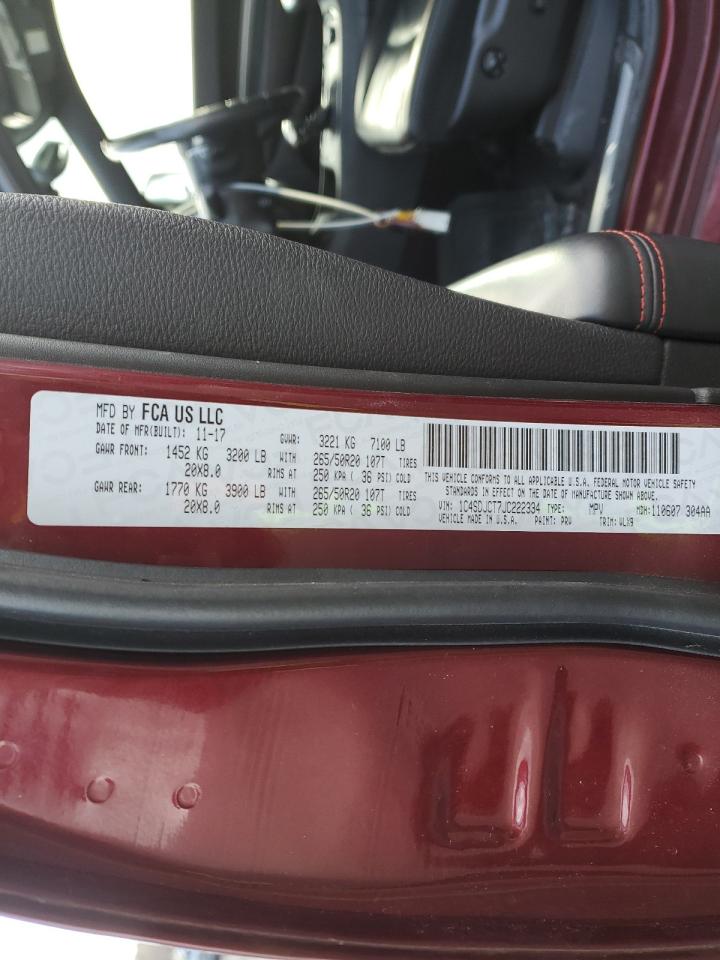 MFD BY FCA US LLC
DATE OF MFR(BUILT): 11-17 GVWR: 3221 KG 7100 LB
GAWR FRONT: 1452 KG 3200 LB WITH 265/50R20 107T TIRES
20X8.0 RIMS AT 250 KPA ( 36 PSI) COLD
GAWR REAR: 1770 KG 3900 LB WITH 265/50R20 107T TIRES
20X8.0 RIMS AT 250 KPA ( 36 PSI) COLD
THIS VEHICLE CONFORMS TO ALL APPLICABLE U.S.A. FEDERAL MOTOR VEHICLE SAFETY
STANDARDS IN EFFECT ON THE DATE OF MANUFACTURE SHOWN ABOVE.
VIN: 1C4SDJCT7JC222334 TYPE: MPV MDH: 110607 304AA
VEHICLE MADE IN U.S.A. PAINT: PRV TRIM: WLX9